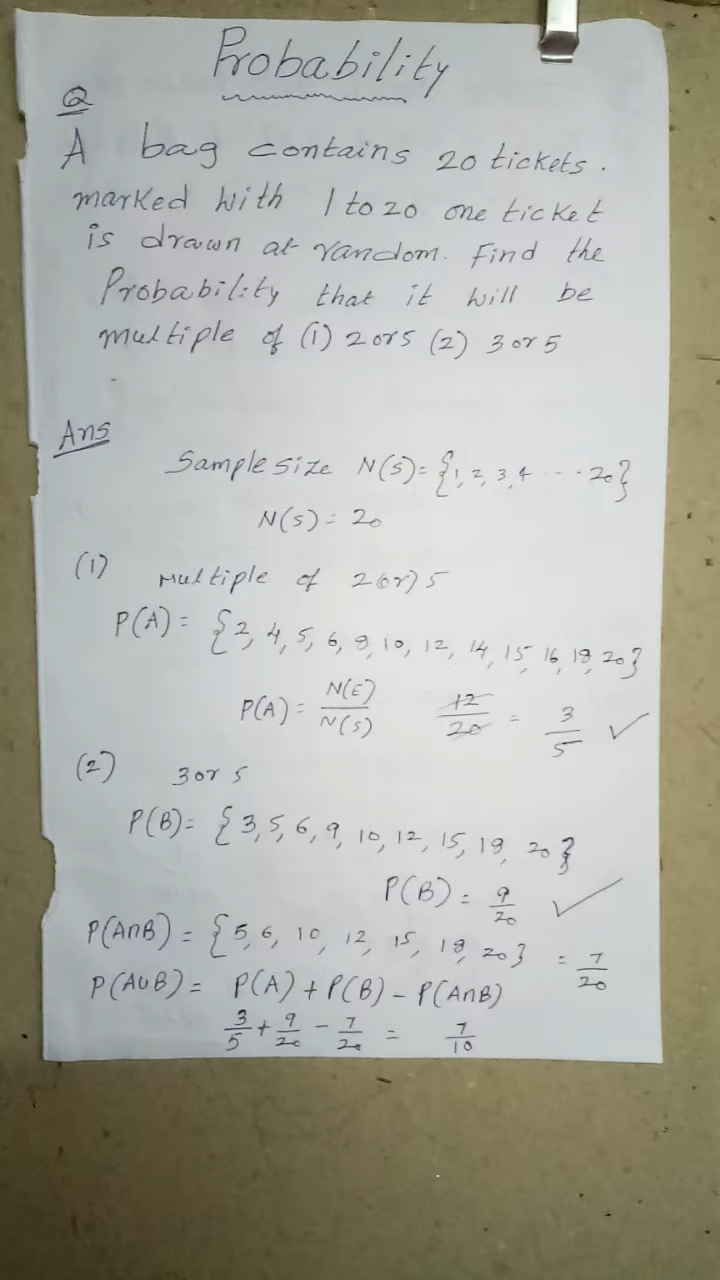 Probability
Q
A bag contains 20 tickets.
marked with 1 to 20 one ticket
is drawn at random. Find the
Probability that it will be
multiple of (i) 2 or 5 (2) 3 or 5
Ans
Sample size N(S) = {1, 2, 3, 4 ... 20}
N(S) = 20
(1) Multiple of 2 (or) 5
P(A) = {2, 4, 5, 6, 8, 10, 12, 14, 15, 16, 18, 20}
P(A) = N(E)/N(S) 12/20 = 3/5 ✓
(2) 3 or 5
P(B) = {3, 5, 6, 9, 10, 12, 15, 18, 20}
P(B) = 9/20 ✓
P(A∩B) = {5, 6, 10, 12, 15, 18, 20} = 7/20
P(A∪B) = P(A) + P(B) - P(A∩B)
3/5 + 9/20 - 7/20 = 7/10